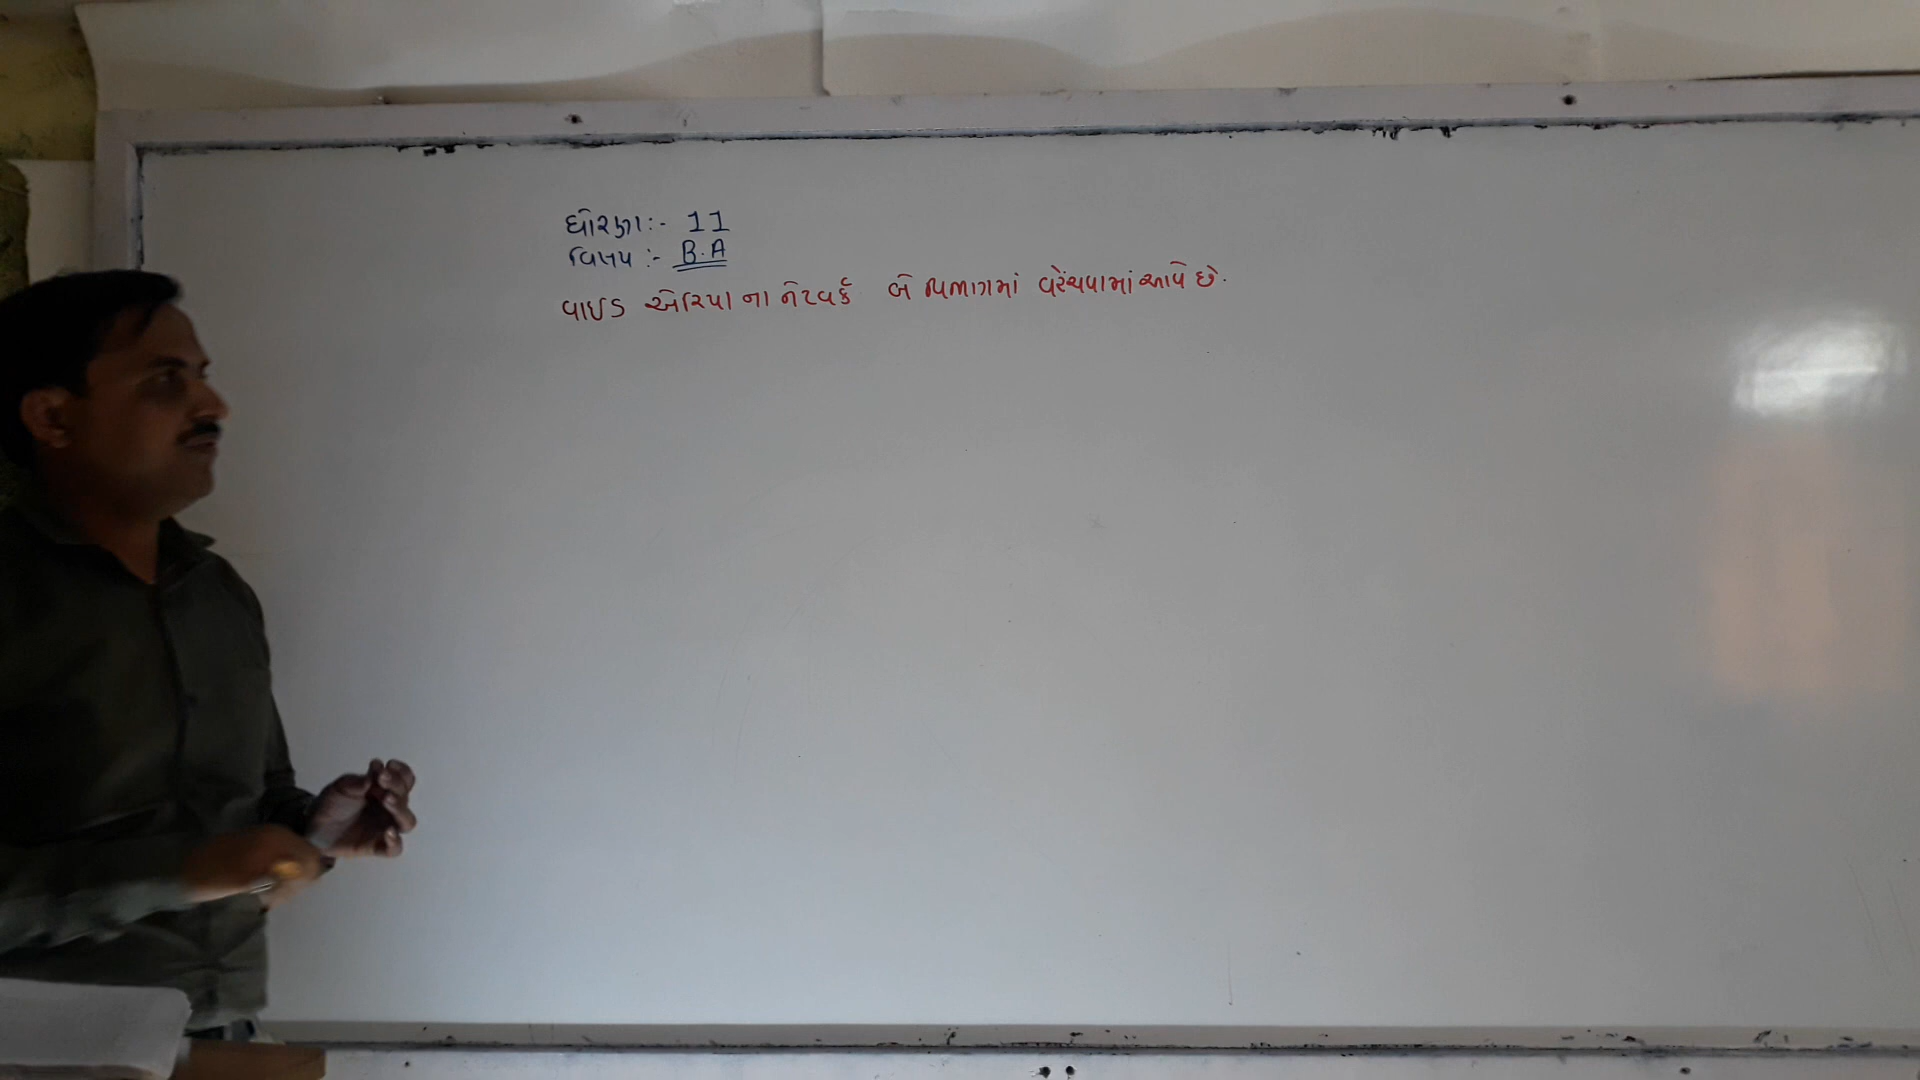 ધોરણ:- 11
વિષય :- B.A
વાઇડ એરિયા ના નેટવર્ક બે વિભાગમાં વહેંચવામાં આવે છે.